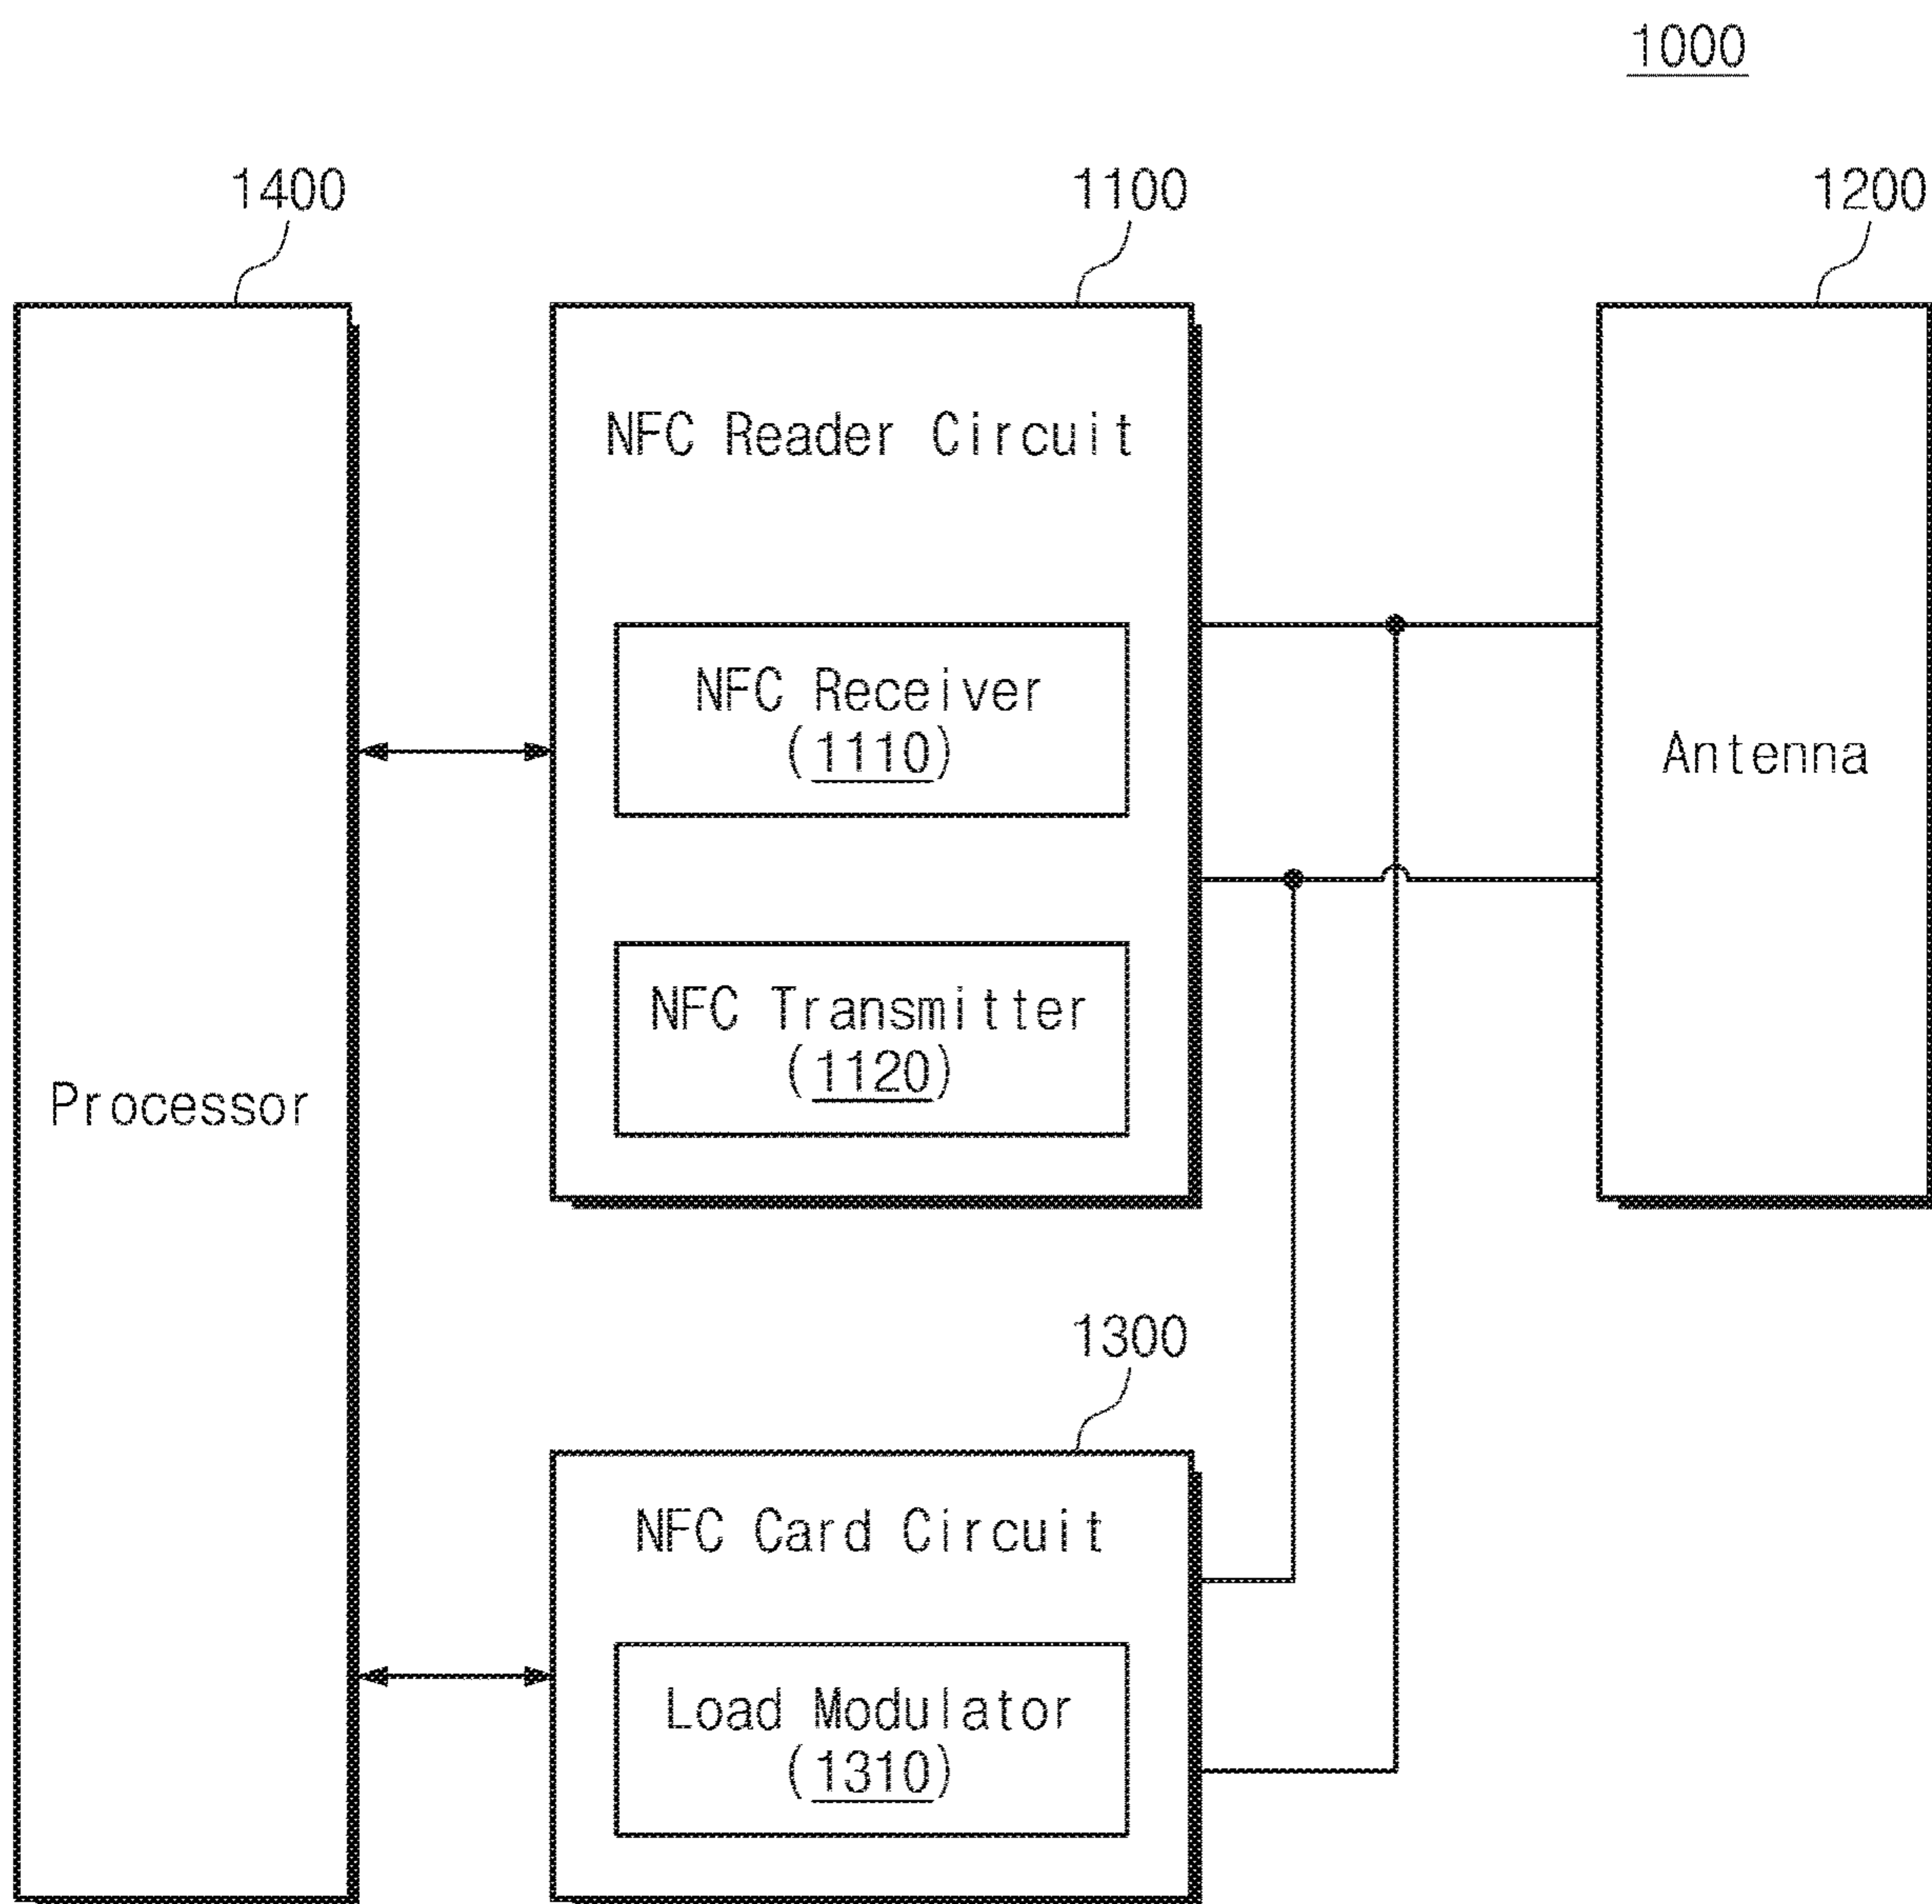 1000
1400
1100
1200
NFC Reader Circuit
NFC Receiver
(1110)
Antenna
NFC Transmitter
(1120)
Processor
1300
NFC Card Circuit
Load Modulator
(1310)